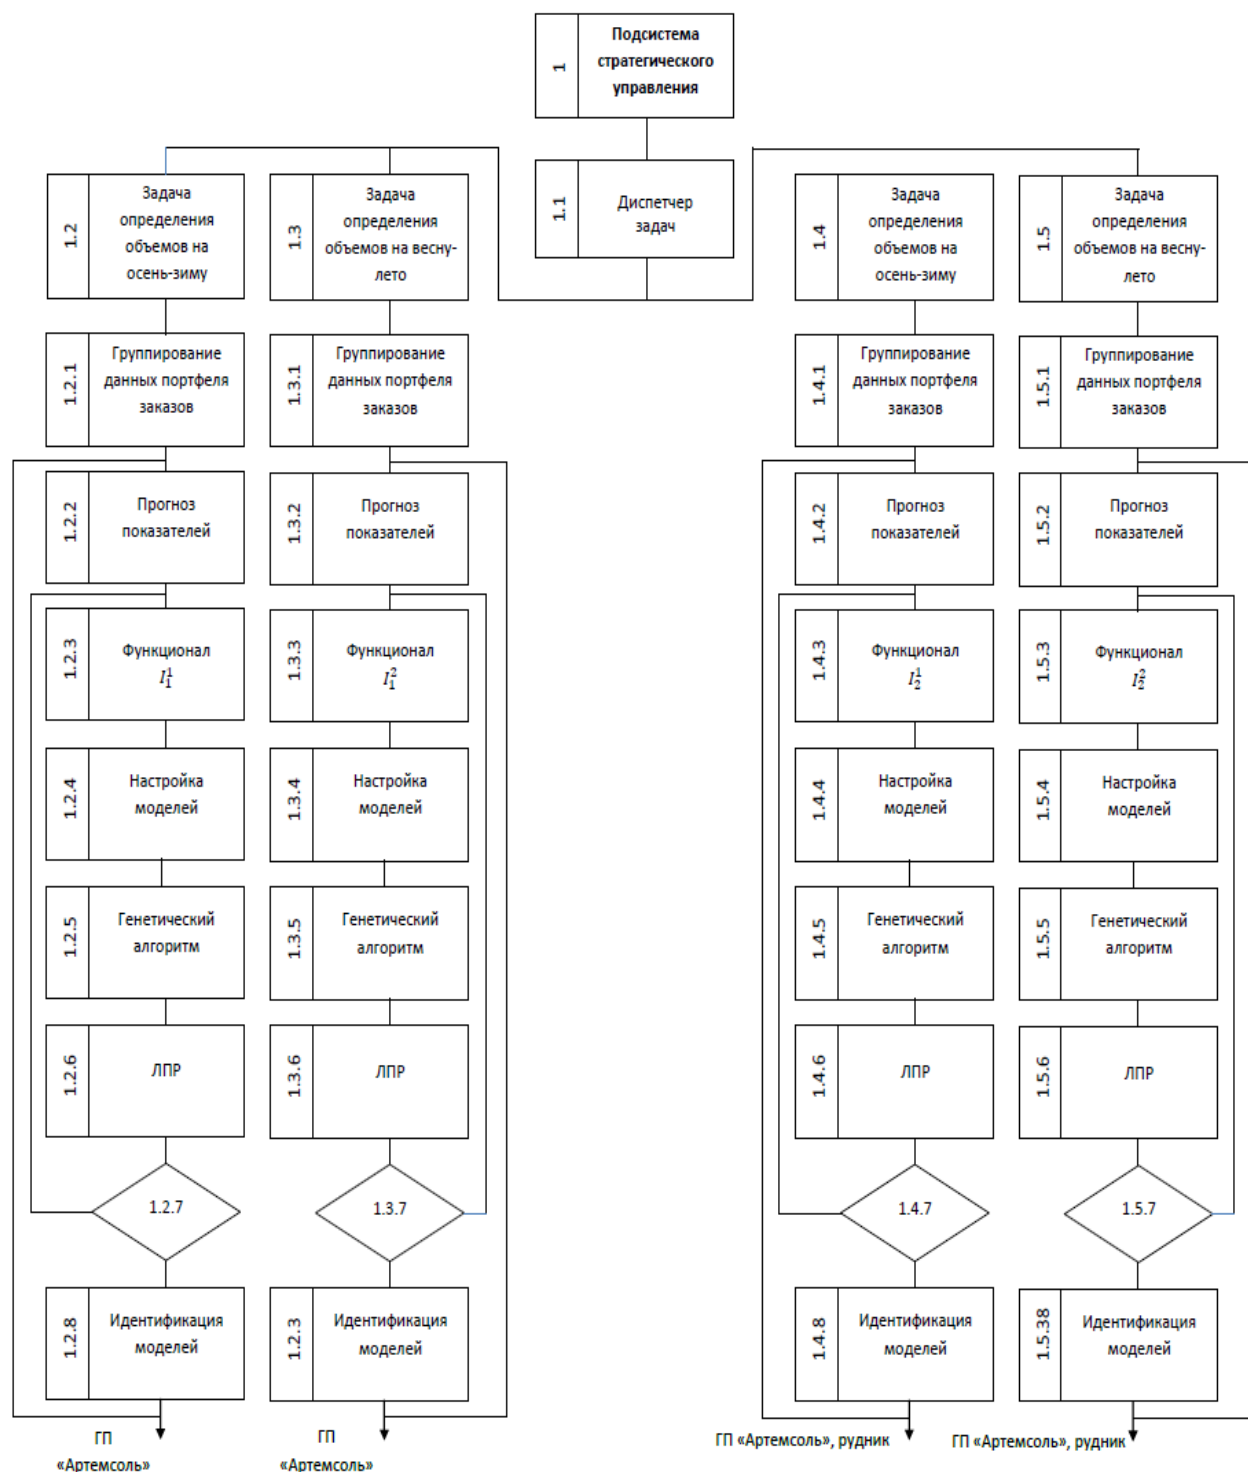 1
Подсистема
стратегического
управления
1.1
Диспетчер
задач
1.2
Задача
определения
объемов на
осень-зиму
1.3
Задача
определения
объемов на весну-
лето
1.4
Задача
определения
объемов на
осень-зиму
1.5
Задача
определения
объемов на весну-
лето
1.2.1
Группирование
данных портфеля
заказов
1.3.1
Группирование
данных портфеля
заказов
1.4.1
Группирование
данных портфеля
заказов
1.5.1
Группирование
данных портфеля
заказов
1.2.2
Прогноз
показателей
1.3.2
Прогноз
показателей
1.4.2
Прогноз
показателей
1.5.2
Прогноз
показателей
1.2.3
Функционал
I₁¹
1.3.3
Функционал
I₁²
1.4.3
Функционал
I₂¹
1.5.3
Функционал
I₂²
1.2.4
Настройка
моделей
1.3.4
Настройка
моделей
1.4.4
Настройка
моделей
1.5.4
Настройка
моделей
1.2.5
Генетический
алгоритм
1.3.5
Генетический
алгоритм
1.4.5
Генетический
алгоритм
1.5.5
Генетический
алгоритм
1.2.6
ЛПР
1.3.6
ЛПР
1.4.6
ЛПР
1.5.6
ЛПР
1.2.7
1.3.7
1.4.7
1.5.7
1.2.8
Идентификация
моделей
1.2.3
Идентификация
моделей
1.4.8
Идентификация
моделей
1.5.38
Идентификация
моделей
ГП
«Артемсоль»
ГП
«Артемсоль»
ГП «Артемсоль», рудник
ГП «Артемсоль», рудник